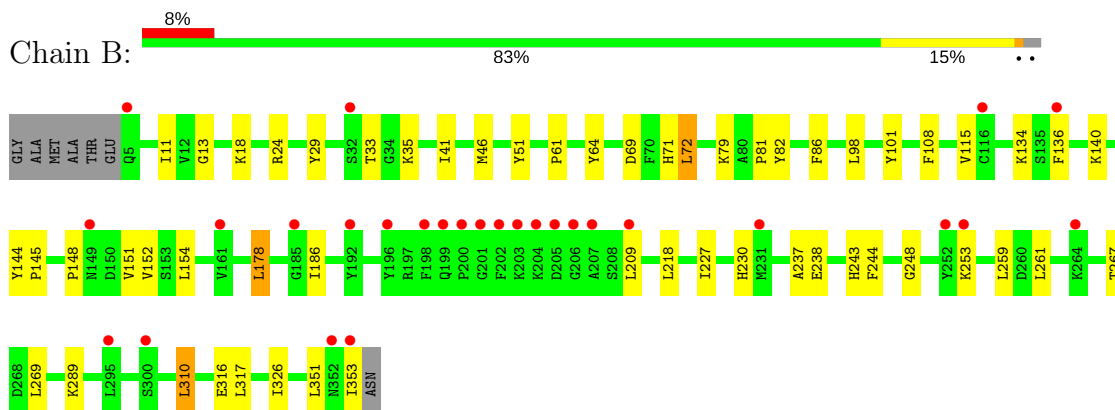 8%
Chain B:
83% 15% • •
GLY ALA MET ALA THR GLU Q5 I11 V12 G13 K18 R24 Y29 S32 T33 G34 K35 I41 M46 Y51 P61 Y64 D69 F70 H71 L72 K79 A80 P81 Y82 F86 L98 Y101 F108 V115 C116 K134 S135 F136 K140
Y144 P145 P148 N149 D150 V151 V152 S153 L154 V161 L178 G185 I186 Y192 Y196 R197 F198 Q199 P200 G201 F202 K203 K204 D205 G206 A207 S208 L209 L218 I227 H230 M231 A237 E238 H243 F244 G248 Y252 K253 L259 D260 L261 K264 T267
D268 L269 K289 L295 S300 L310 E316 L317 I326 L351 N352 I353 ASN